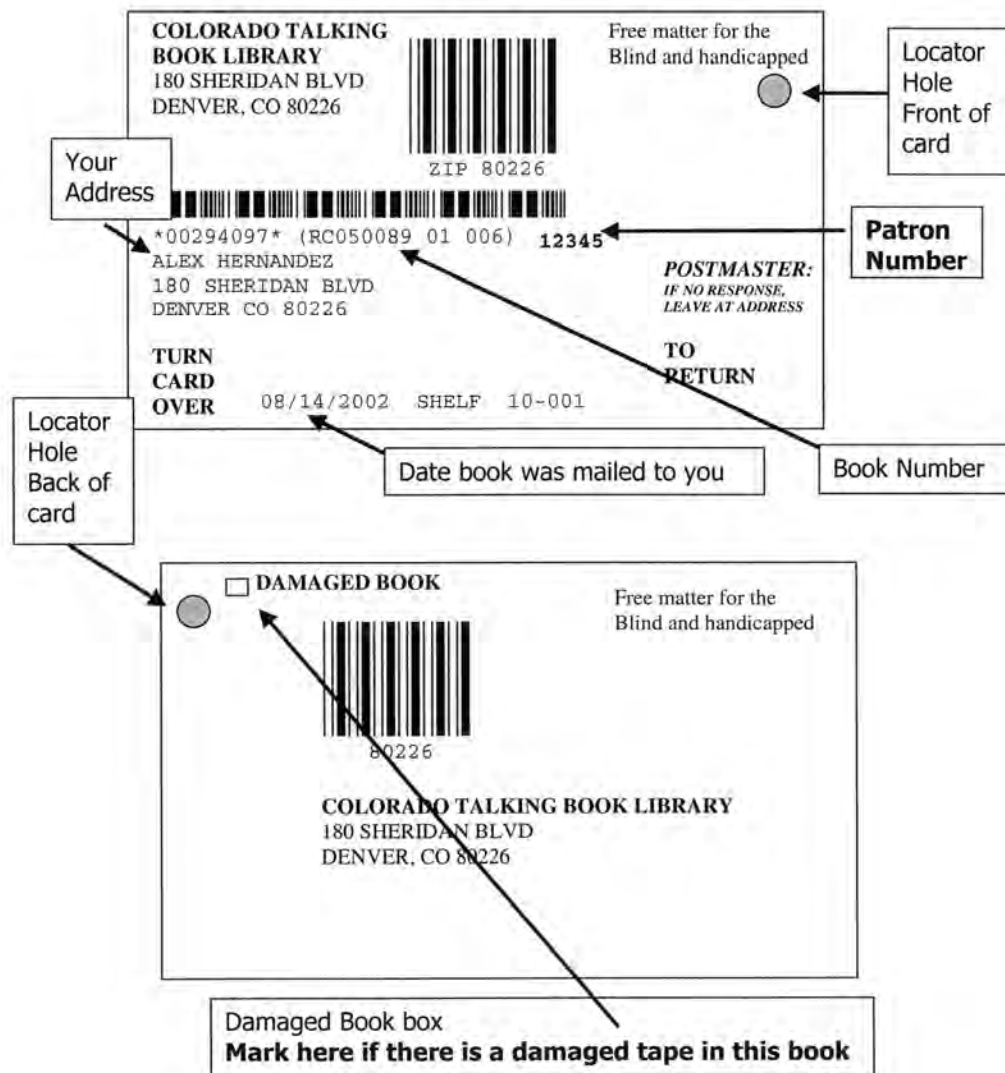 COLORADO TALKING
BOOK LIBRARY
180 SHERIDAN BLVD
DENVER, CO 80226
ZIP 80226
Free matter for the
Blind and handicapped
Locator
Hole
Front of
card
Your
Address
*00294097* (RC050089 01 006) 12345
ALEX HERNANDEZ
180 SHERIDAN BLVD
DENVER CO 80226
Patron
Number
POSTMASTER:
IF NO RESPONSE,
LEAVE AT ADDRESS
TURN
CARD
OVER
TO
RETURN
08/14/2002 SHELF 10-001
Locator
Hole
Back of
card
Date book was mailed to you
Book Number
DAMAGED BOOK
Free matter for the
Blind and handicapped
80226
COLORADO TALKING BOOK LIBRARY
180 SHERIDAN BLVD
DENVER, CO 80226
Damaged Book box
Mark here if there is a damaged tape in this book